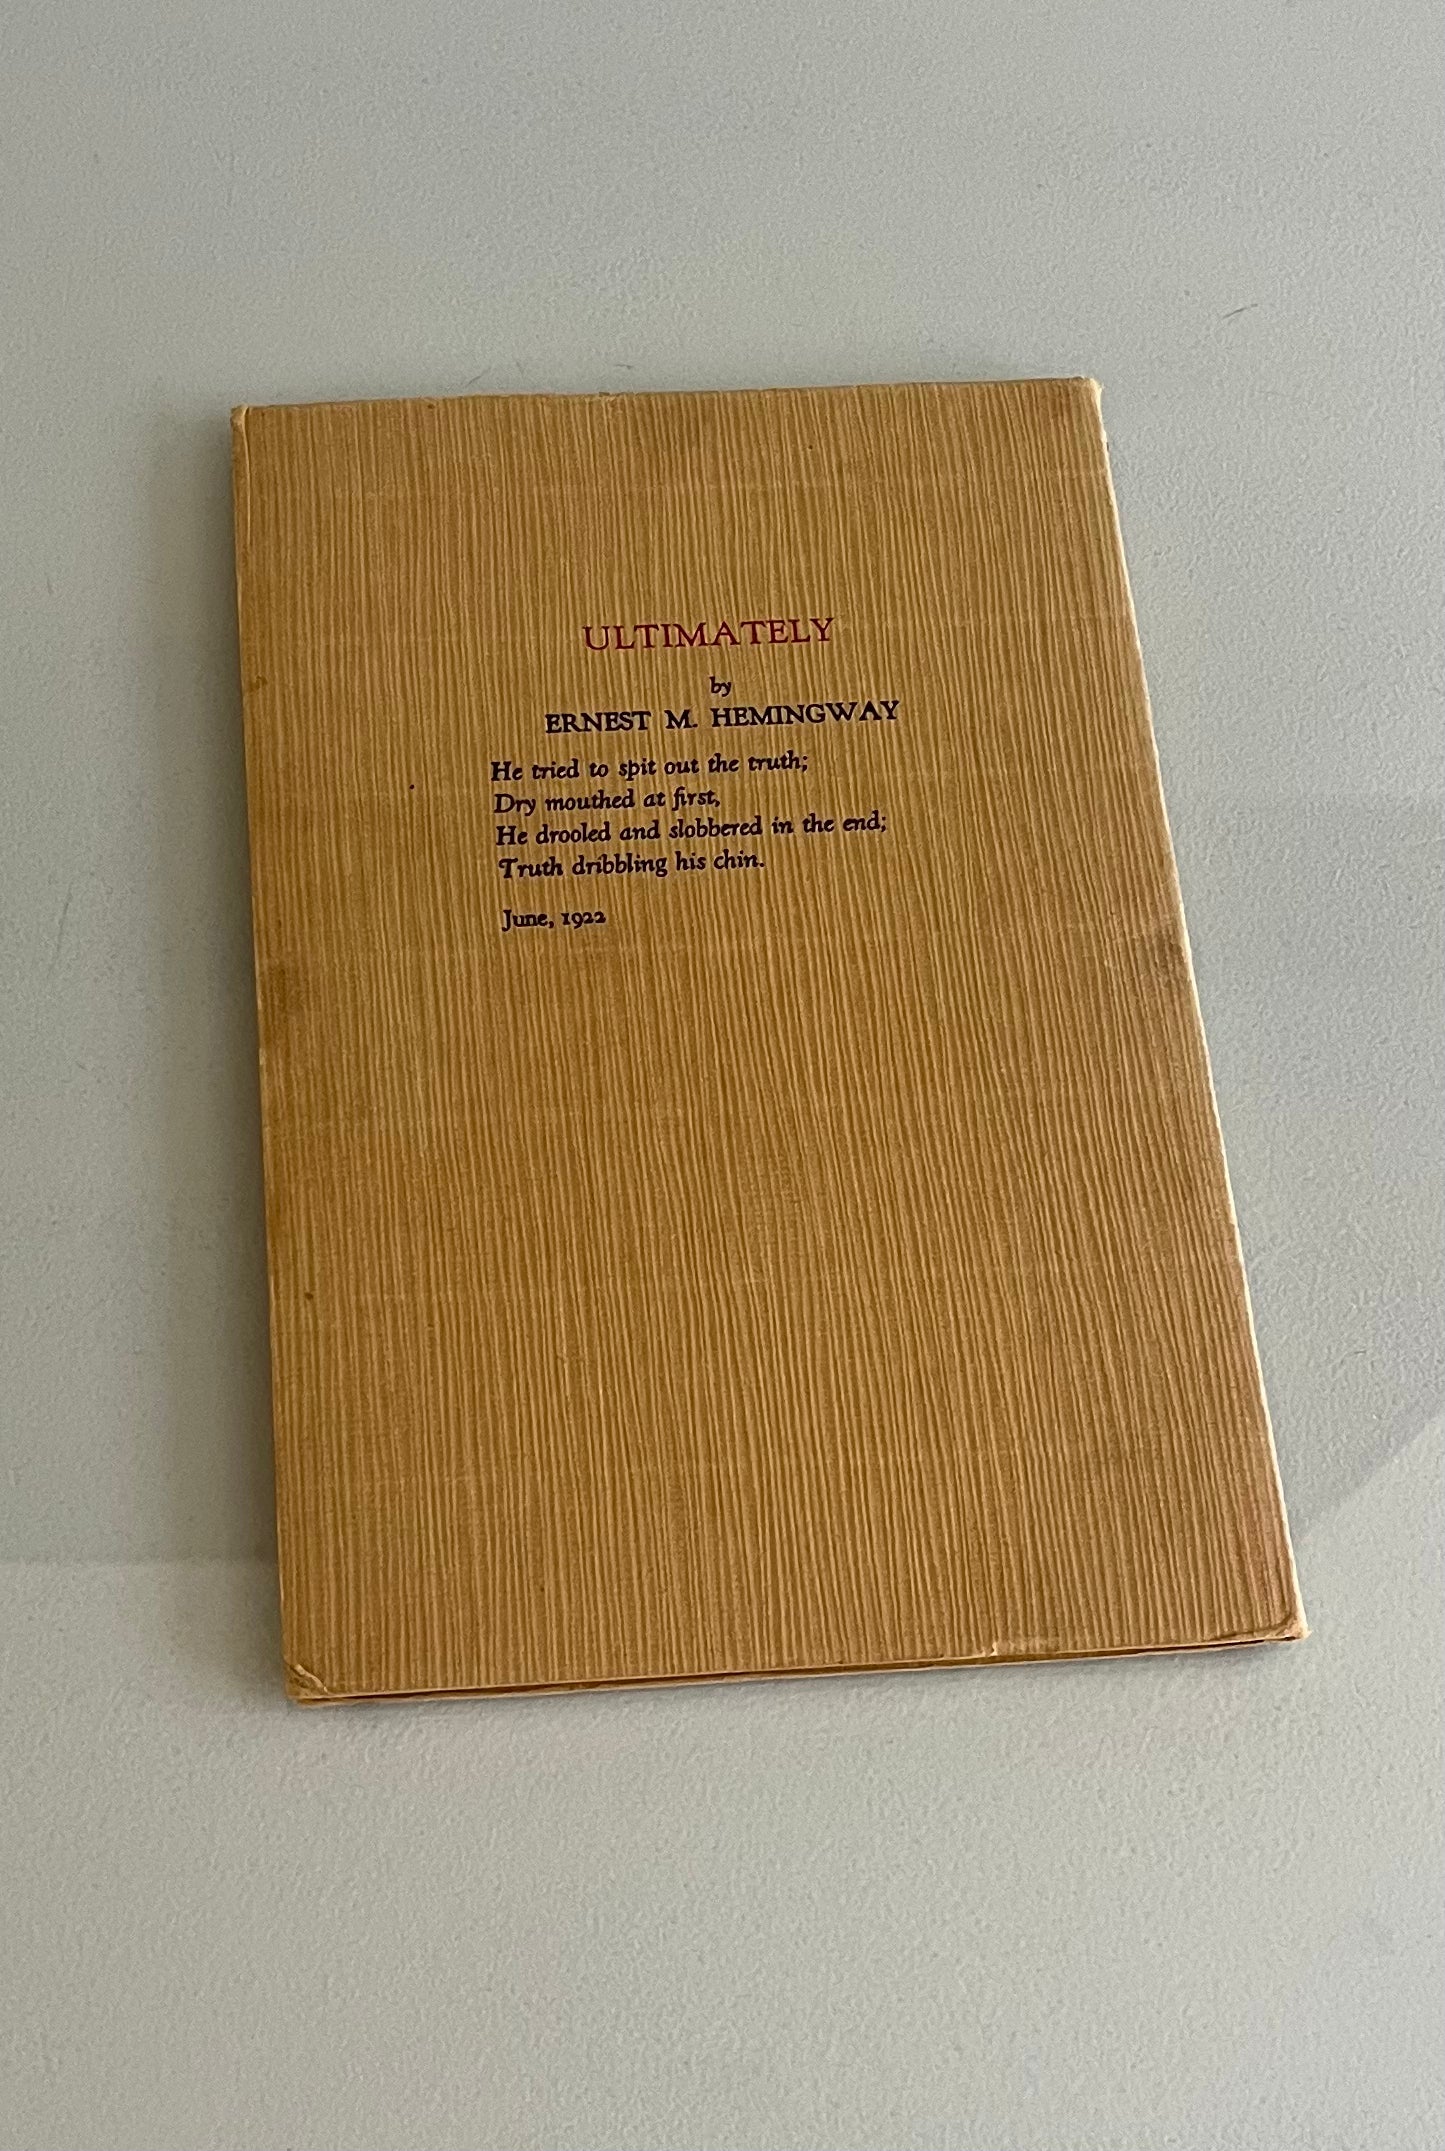 ULTIMATELY
by
ERNEST M. HEMINGWAY
He tried to spit out the truth;
Dry mouthed at first,
He drooled and slobbered in the end;
Truth dribbling his chin.
June, 1922